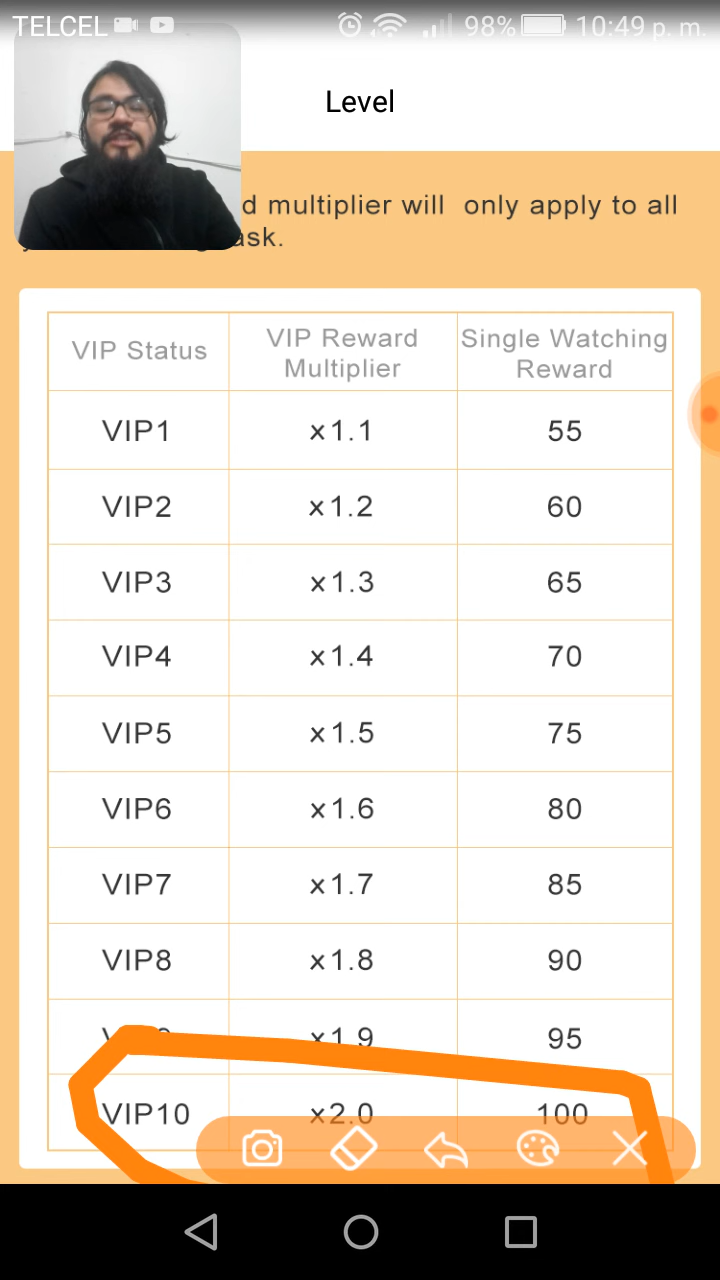 TELCEL 98% 10:49 p. m.
Level
d multiplier will only apply to all
ask.
VIP Status VIP Reward Multiplier Single Watching Reward
VIP1 x1.1 55
VIP2 x1.2 60
VIP3 x1.3 65
VIP4 x1.4 70
VIP5 x1.5 75
VIP6 x1.6 80
VIP7 x1.7 85
VIP8 x1.8 90
x1.9 95
VIP10 x2.0 100